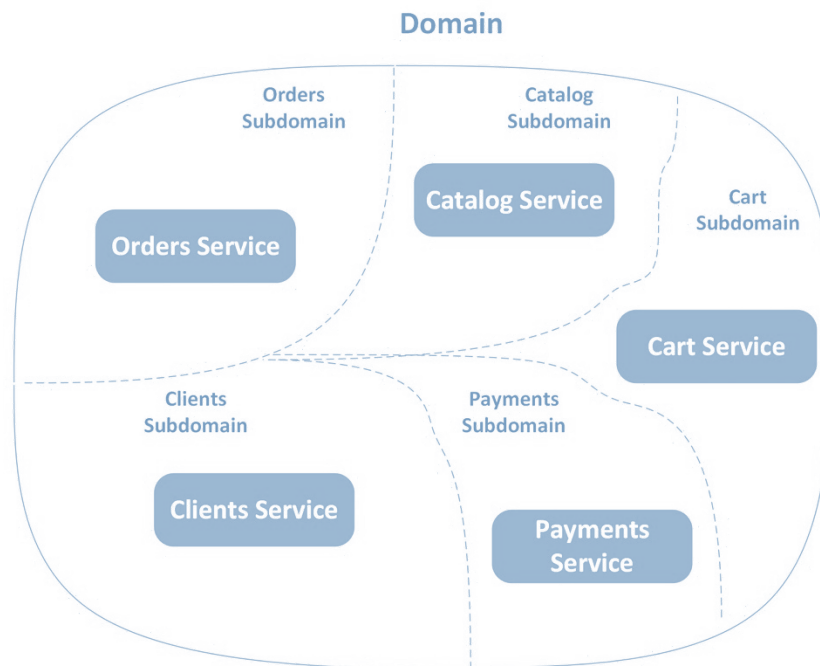 Domain
Orders
Subdomain
Catalog
Subdomain
Cart
Subdomain
Catalog Service
Orders Service
Cart Service
Clients
Subdomain
Payments
Subdomain
Clients Service
Payments
Service